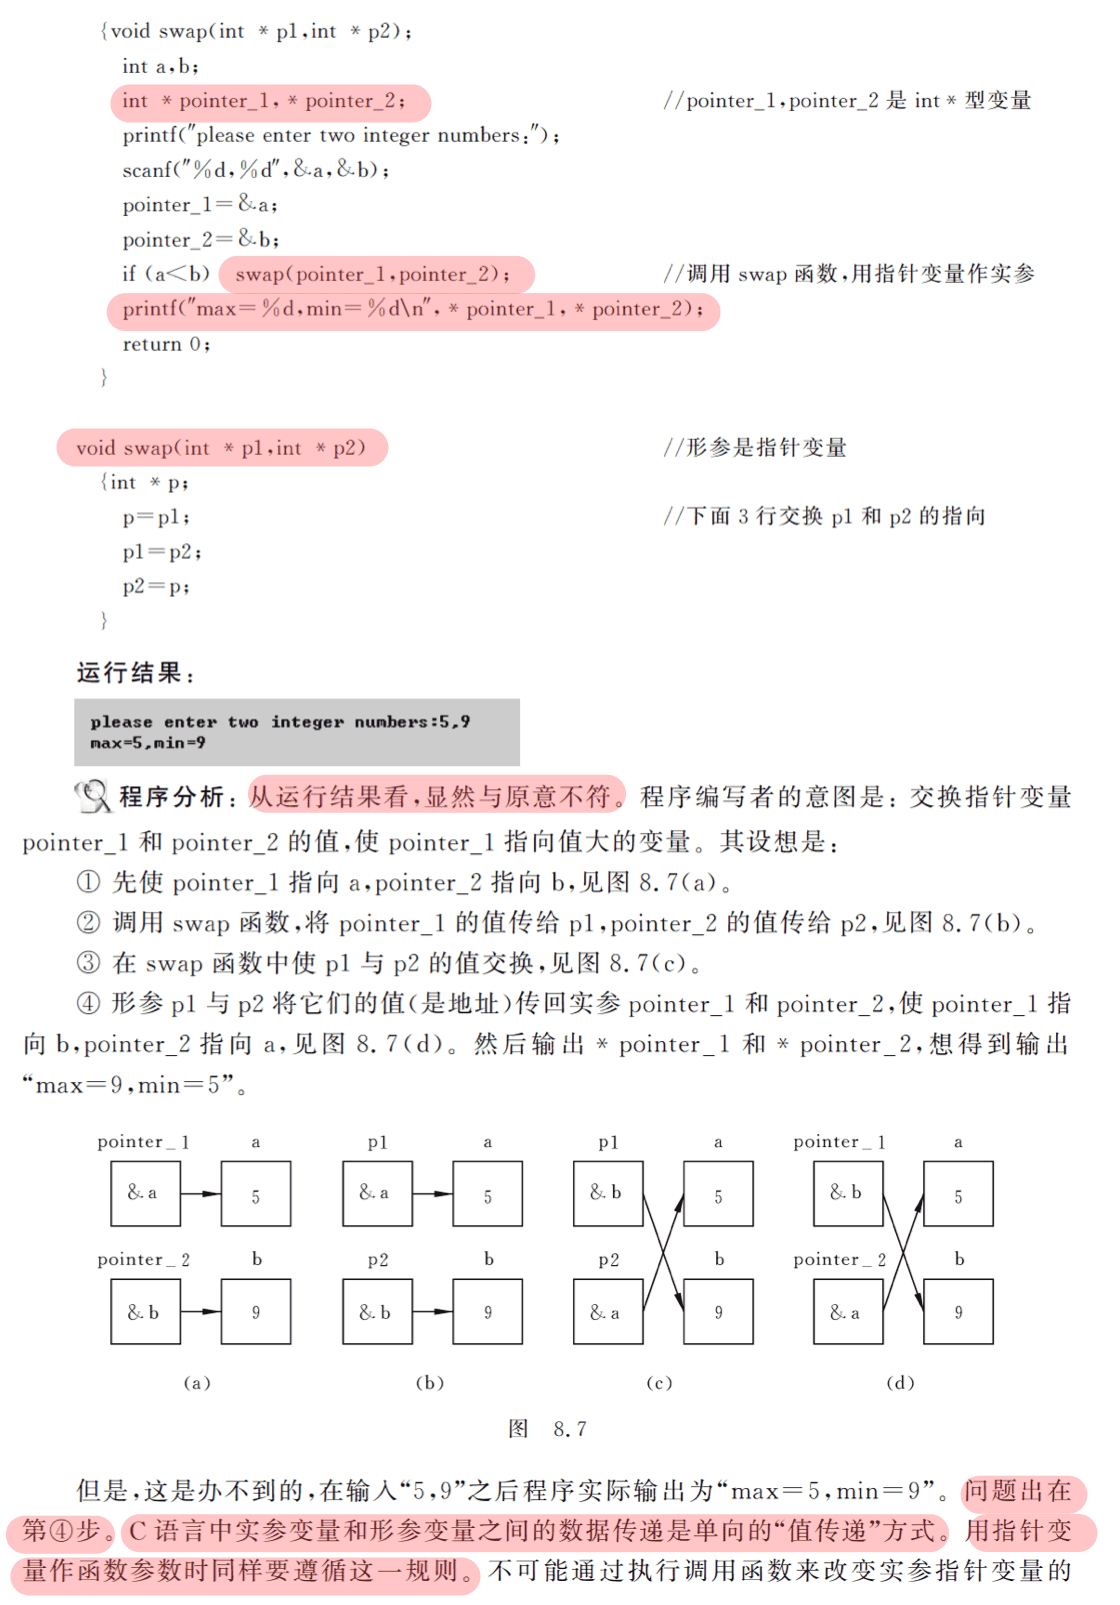 {void swap(int * p1,int * p2);
int a,b;
int * pointer_1, * pointer_2; //pointer_1,pointer_2 是 int * 型变量
printf("please enter two integer numbers:");
scanf("%d,%d",&a,&b);
pointer_1=&a;
pointer_2=&b;
if (a<b) swap(pointer_1,pointer_2); //调用 swap 函数,用指针变量作实参
printf("max=%d,min=%d\n", * pointer_1, * pointer_2);
return 0;
}
void swap(int * p1,int * p2) //形参是指针变量
{int * p;
p=p1; //下面 3 行交换 p1 和 p2 的指向
p1=p2;
p2=p;
}
运行结果:
please enter two integer numbers:5,9
max=5,min=9
程序分析: 从运行结果看,显然与原意不符。程序编写者的意图是: 交换指针变量
pointer_1 和 pointer_2 的值,使 pointer_1 指向值大的变量。其设想是:
① 先使 pointer_1 指向 a,pointer_2 指向 b,见图 8.7(a)。
② 调用 swap 函数,将 pointer_1 的值传给 p1,pointer_2 的值传给 p2,见图 8.7(b)。
③ 在 swap 函数中使 p1 与 p2 的值交换,见图 8.7(c)。
④ 形参 p1 与 p2 将它们的值(是地址)传回实参 pointer_1 和 pointer_2,使 pointer_1 指
向 b,pointer_2 指向 a,见图 8.7(d)。然后输出 * pointer_1 和 * pointer_2,想得到输出
“max=9,min=5”。
pointer_1 a p1 a p1 a pointer_1 a
&a 5 &a 5 &b 5 &b 5
pointer_2 b p2 b p2 b pointer_2 b
&b 9 &b 9 &a 9 &a 9
(a) (b) (c) (d)
图 8.7
但是,这是办不到的,在输入“5,9”之后程序实际输出为“max=5,min=9”。问题出在
第④步。C 语言中实参变量和形参变量之间的数据传递是单向的“值传递”方式。用指针变
量作函数参数时同样要遵循这一规则。不可能通过执行调用函数来改变实参指针变量的